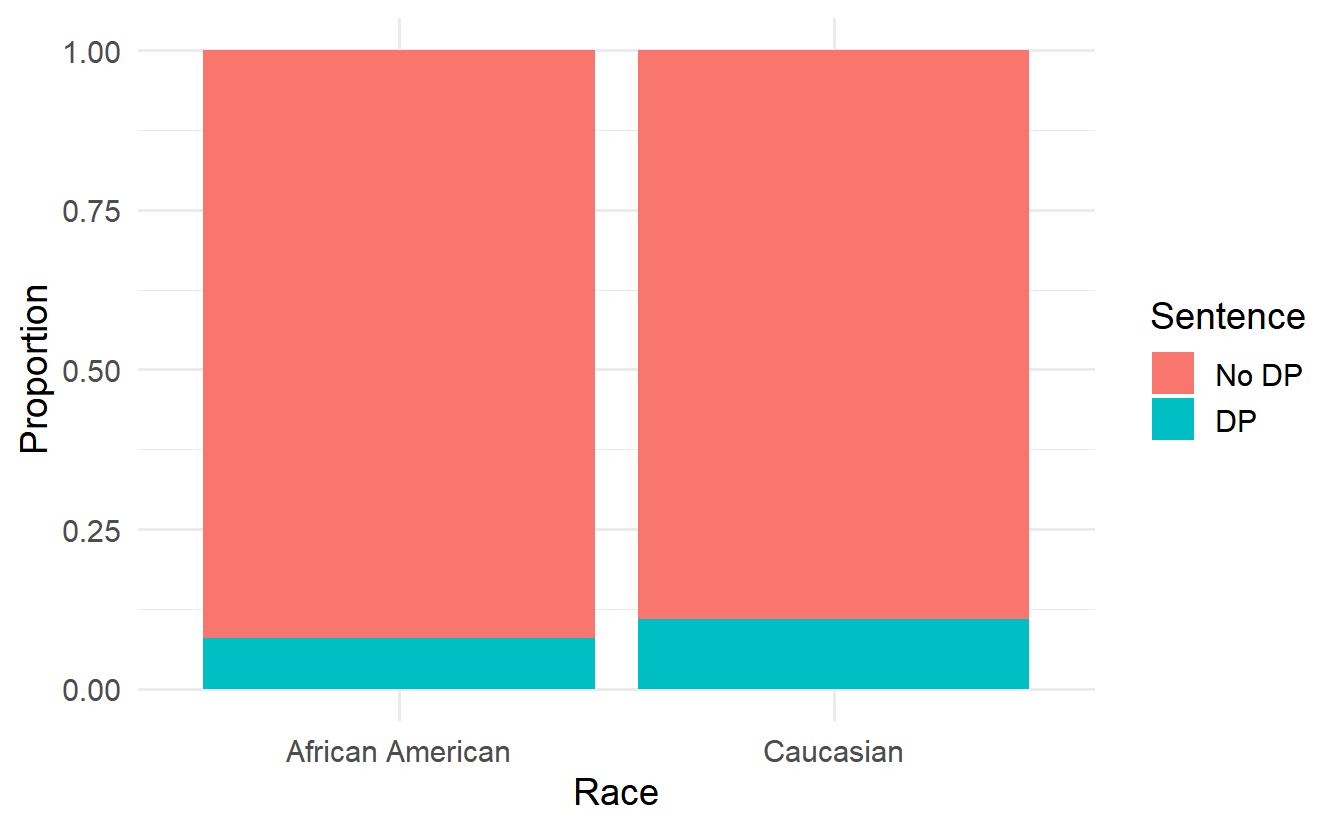 1.00
0.75
0.50
0.25
0.00
Proportion
African American
Caucasian
Race
Sentence
No DP
DP